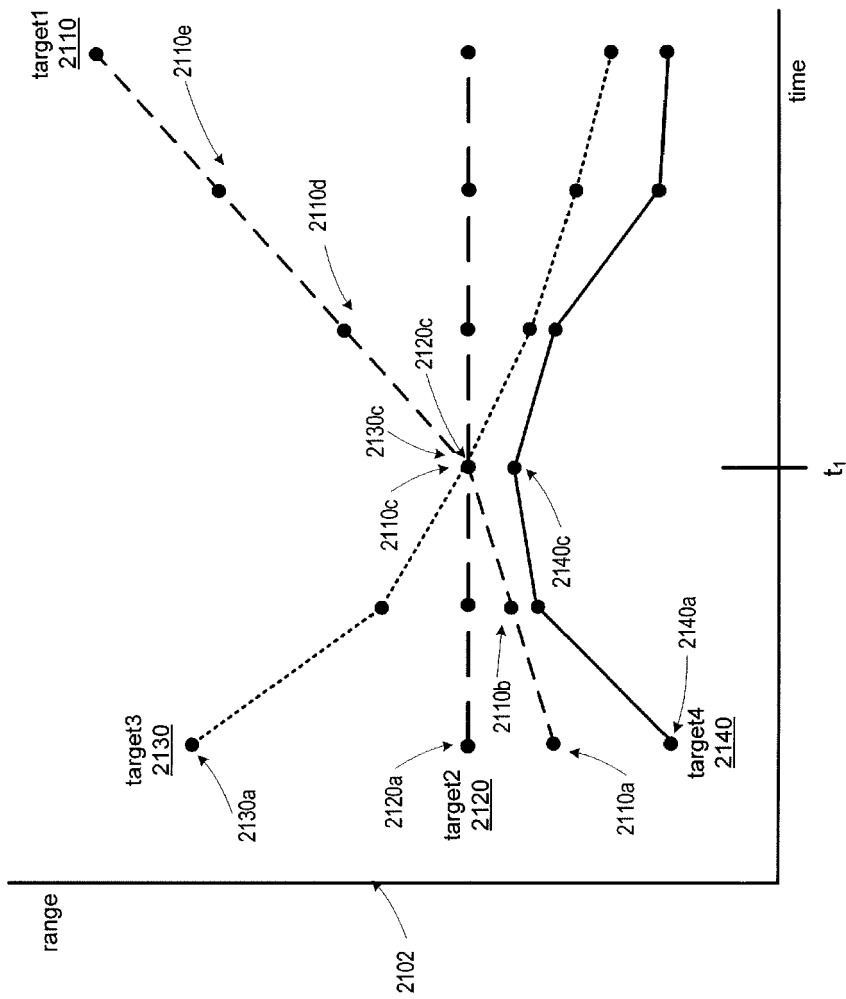 target1
2110
2110e
2110d
2120c
2130c
2110c
2140c
2110b
target3
2130
2130a
2120a
target2
2120
2110a
target4
2140
2140a
range
2102
time
t1